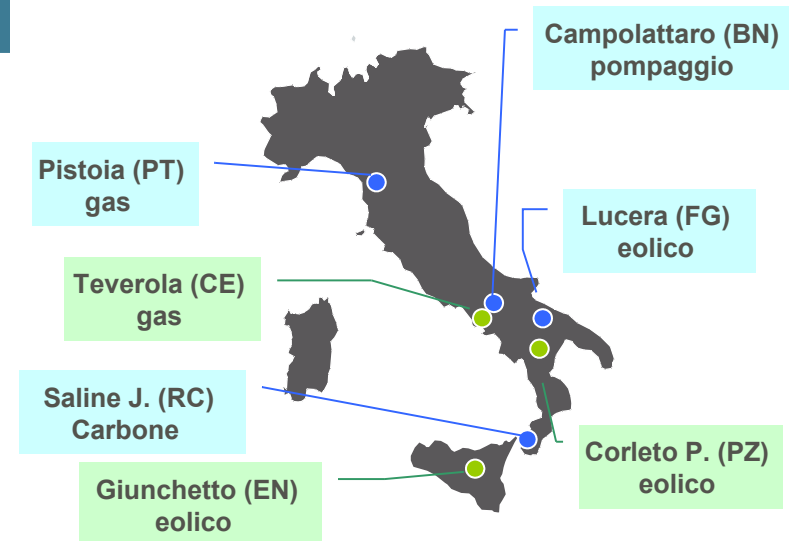 Campolattaro (BN)
pompaggio
Pistoia (PT)
gas
Lucera (FG)
eolico
Teverola (CE)
gas
Saline J. (RC)
Carbone
Corleto P. (PZ)
eolico
Giunchetto (EN)
eolico